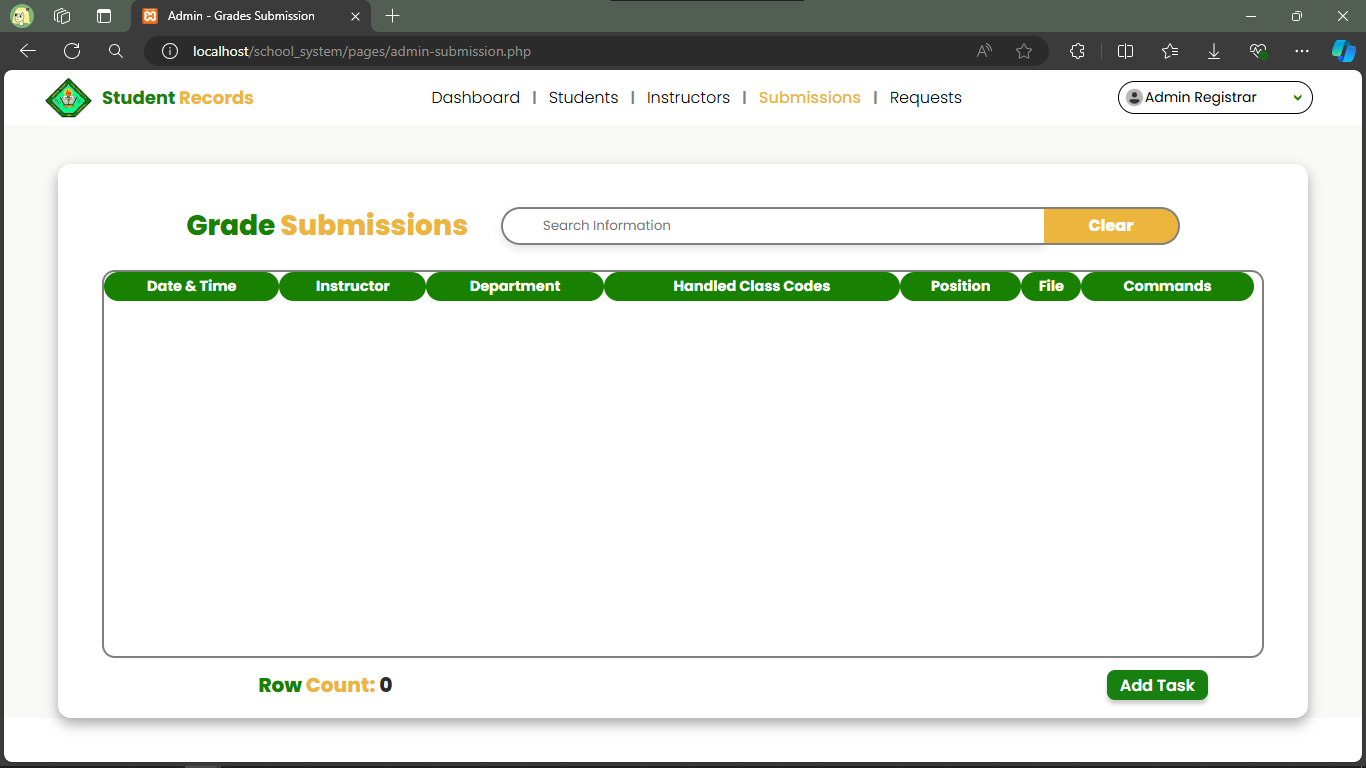 Admin - Grades Submission
localhost/school_system/pages/admin-submission.php
Student Records
Dashboard | Students | Instructors | Submissions | Requests
Admin Registrar
Grade Submissions
Search Information
Clear
Date & Time
Instructor
Department
Handled Class Codes
Position
File
Commands
Row Count: 0
Add Task